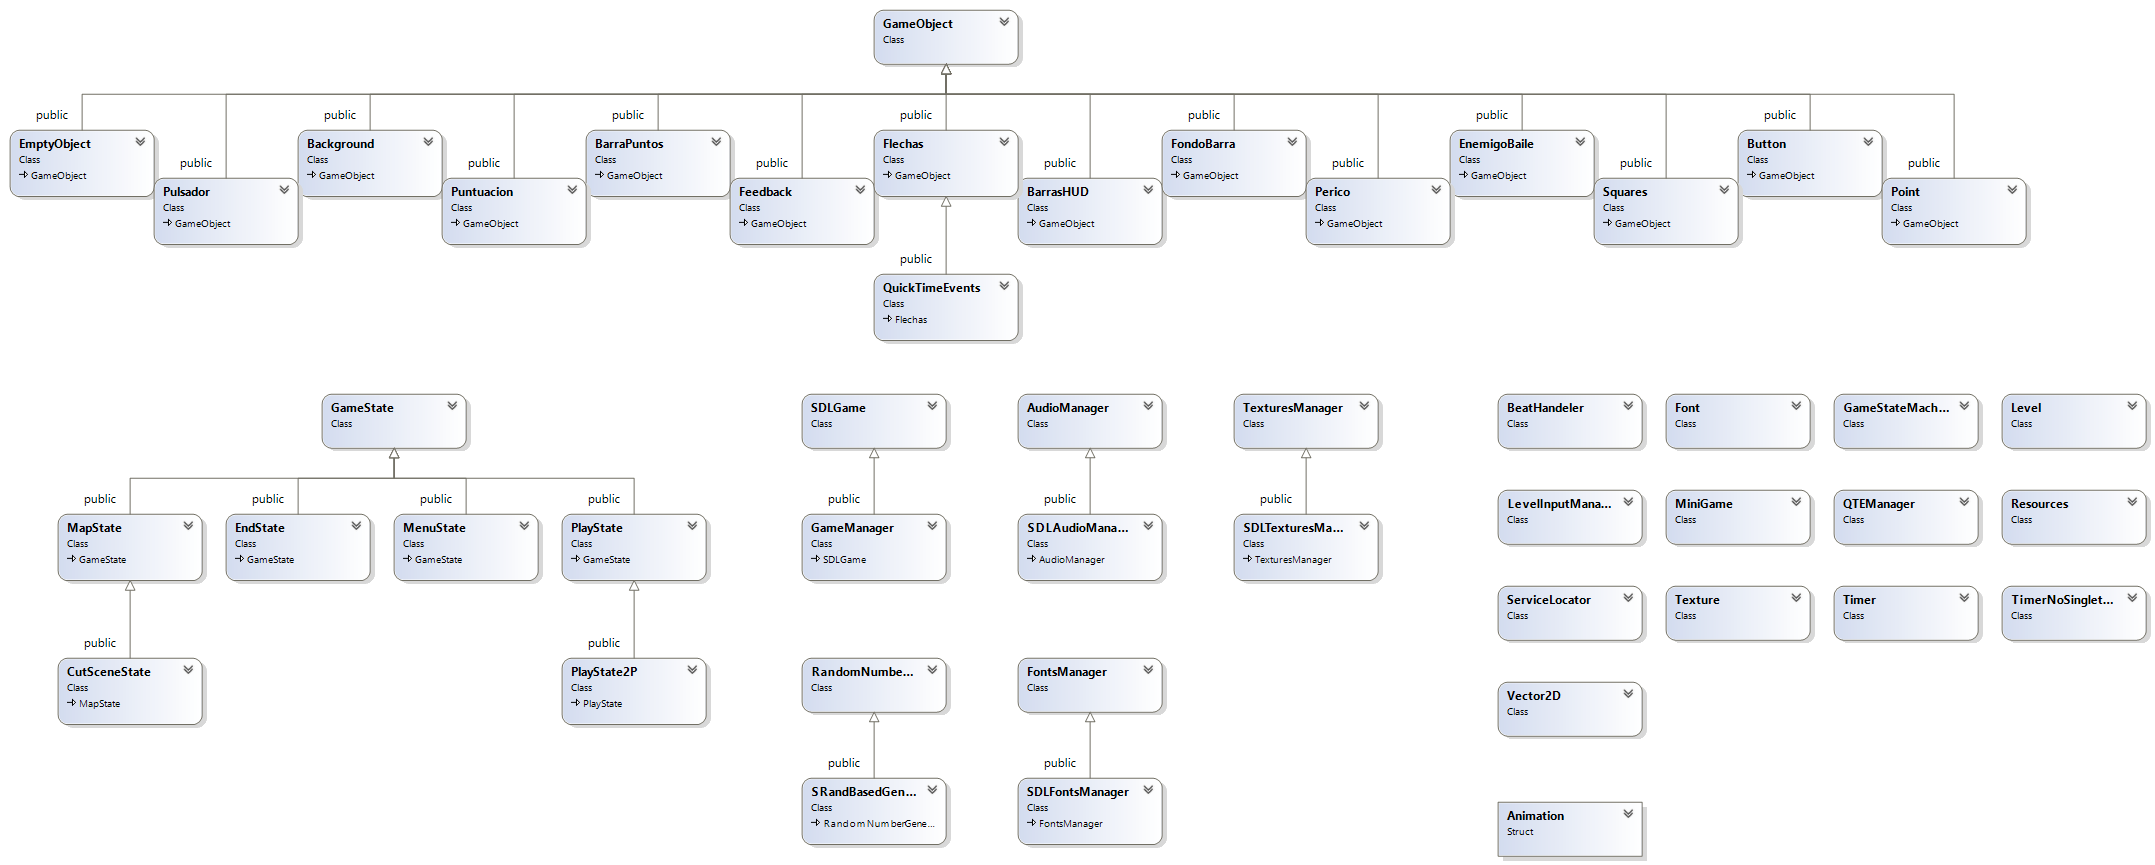 GameObject
Class
public
public
public
public
public
public
public
EmptyObject
Class
GameObject
Background
Class
GameObject
BarraPuntos
Class
GameObject
Flechas
Class
GameObject
FondoBarra
Class
GameObject
EnemigoBaile
Class
GameObject
Button
Class
GameObject
public
public
public
public
public
public
public
Pulsador
Class
GameObject
Puntuacion
Class
GameObject
Feedback
Class
GameObject
BarrasHUD
Class
GameObject
Perico
Class
GameObject
Squares
Class
GameObject
Point
Class
GameObject
public
QuickTimeEvents
Class
Flechas
GameState
Class
SDLGame
Class
AudioManager
Class
TexturesManager
Class
BeatHandeler
Class
Font
Class
GameStateMach...
Class
Level
Class
public
public
public
public
public
public
public
MapState
Class
GameState
EndState
Class
GameState
MenuState
Class
GameState
PlayState
Class
GameState
GameManager
Class
SDLGame
SDLAudioMana...
Class
AudioManager
SDLTexturesMa...
Class
TexturesManager
LevelInputMana...
Class
MiniGame
Class
QTEManager
Class
Resources
Class
ServiceLocator
Class
Texture
Class
Timer
Class
TimerNoSinglet...
Class
public
public
CutSceneState
Class
MapState
PlayState2P
Class
PlayState
RandomNumbe...
Class
FontsManager
Class
Vector2D
Class
public
public
SRandBasedGen...
Class
RandomNumberGene...
SDLFontsManager
Class
FontsManager
Animation
Struct